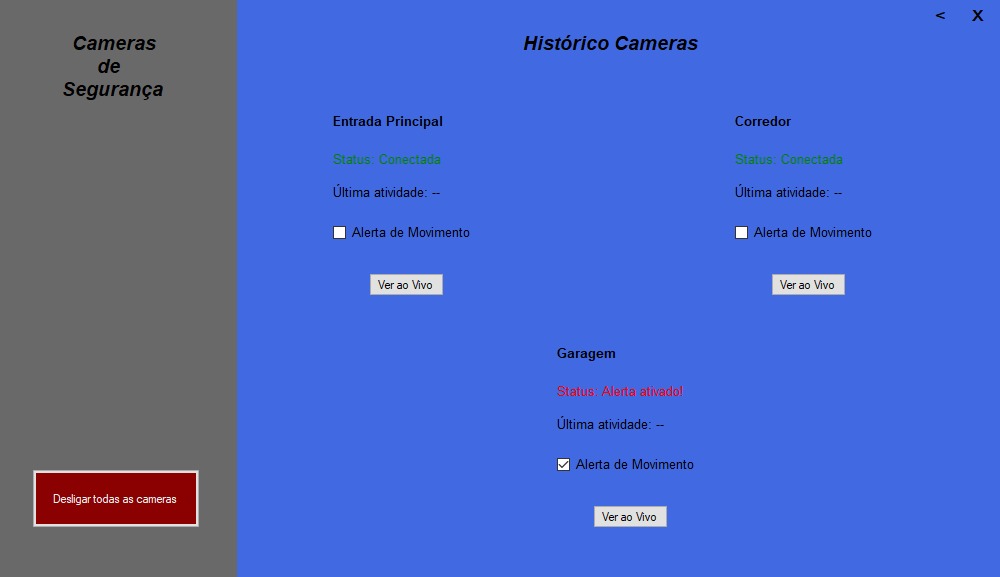 Cameras
de
Segurança
Desligar todas as cameras
< X
Histórico Cameras
Entrada Principal
Status: Conectada
Última atividade: --
Alerta de Movimento
Ver ao Vivo
Corredor
Status: Conectada
Última atividade: --
Alerta de Movimento
Ver ao Vivo
Garagem
Status: Alerta ativado!
Última atividade: --
Alerta de Movimento
Ver ao Vivo